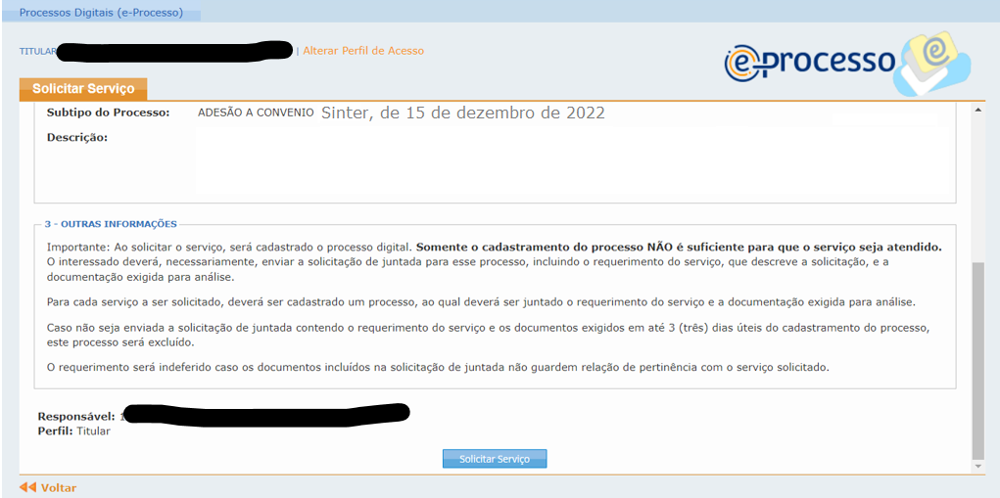 Processos Digitais (e-Processo)
TITULAR | Alterar Perfil de Acesso
e-processo
Solicitar Serviço
Subtipo do Processo: ADESÃO A CONVENIO Sinter, de 15 de dezembro de 2022
Descrição:
3 - OUTRAS INFORMAÇÕES
Importante: Ao solicitar o serviço, será cadastrado o processo digital. Somente o cadastramento do processo NÃO é suficiente para que o serviço seja atendido.
O interessado deverá, necessariamente, enviar a solicitação de juntada para esse processo, incluindo o requerimento do serviço, que descreve a solicitação, e a
documentação exigida para análise.
Para cada serviço a ser solicitado, deverá ser cadastrado um processo, ao qual deverá ser juntado o requerimento do serviço e a documentação exigida para análise.
Caso não seja enviada a solicitação de juntada contendo o requerimento do serviço e os documentos exigidos em até 3 (três) dias úteis do cadastramento do processo,
este processo será excluído.
O requerimento será indeferido caso os documentos incluídos na solicitação de juntada não guardem relação de pertinência com o serviço solicitado.
Responsável:
Perfil: Titular
Solicitar Serviço
Voltar